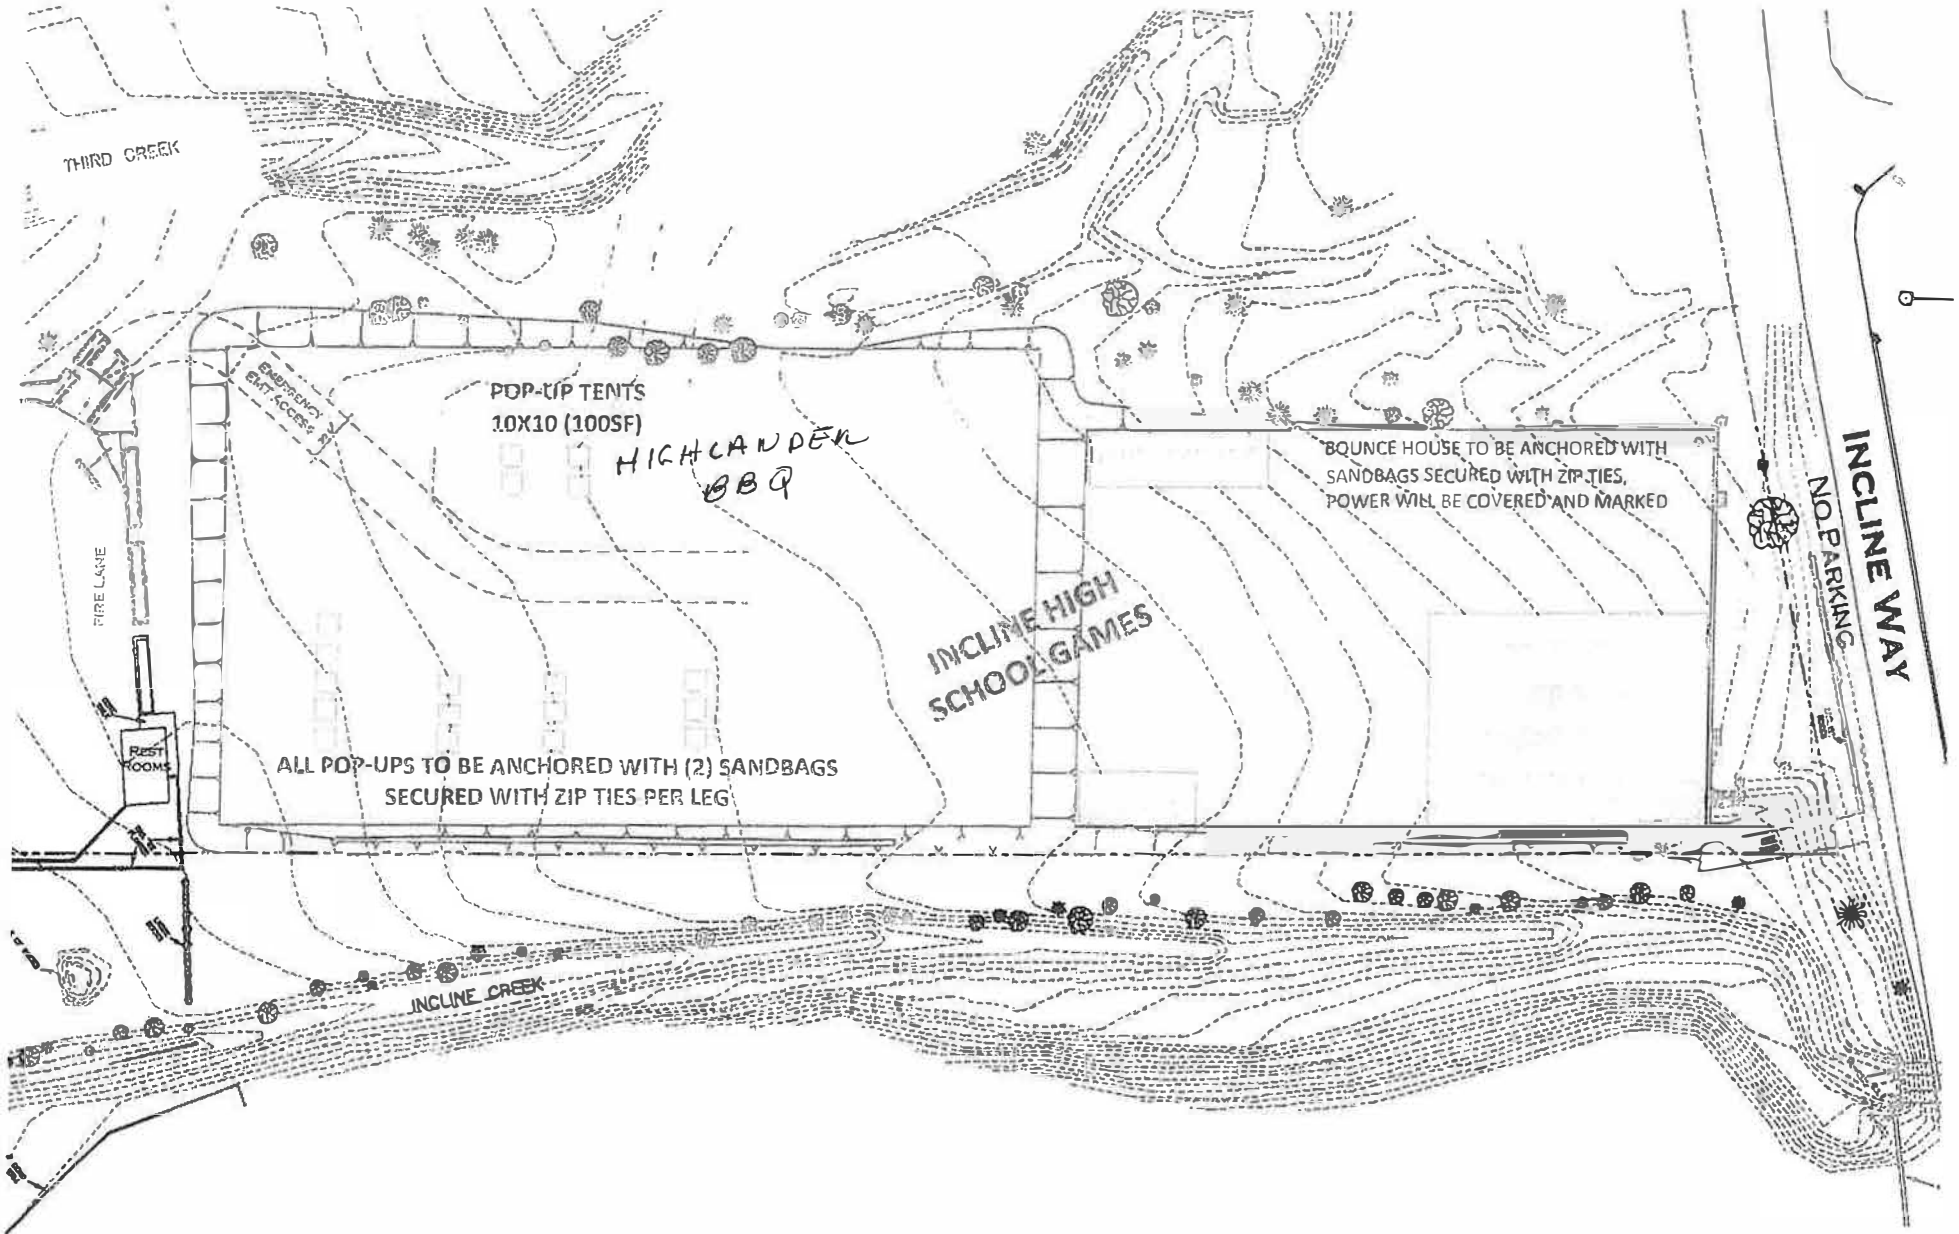 THIRD CREEK
EMERGENCY
EMT ACCESS
POP-UP TENTS
10X10 (100SF)
HIGHLANDER
BBQ
BOUNCE HOUSE TO BE ANCHORED WITH
SANDBAGS SECURED WITH ZIP TIES,
POWER WILL BE COVERED AND MARKED
INCLINE WAY
NO PARKING
FIRE LANE
INCLINE HIGH
SCHOOL GAMES
REST
ROOMS
ALL POP-UPS TO BE ANCHORED WITH (2) SANDBAGS
SECURED WITH ZIP TIES PER LEG
INCLINE CREEK